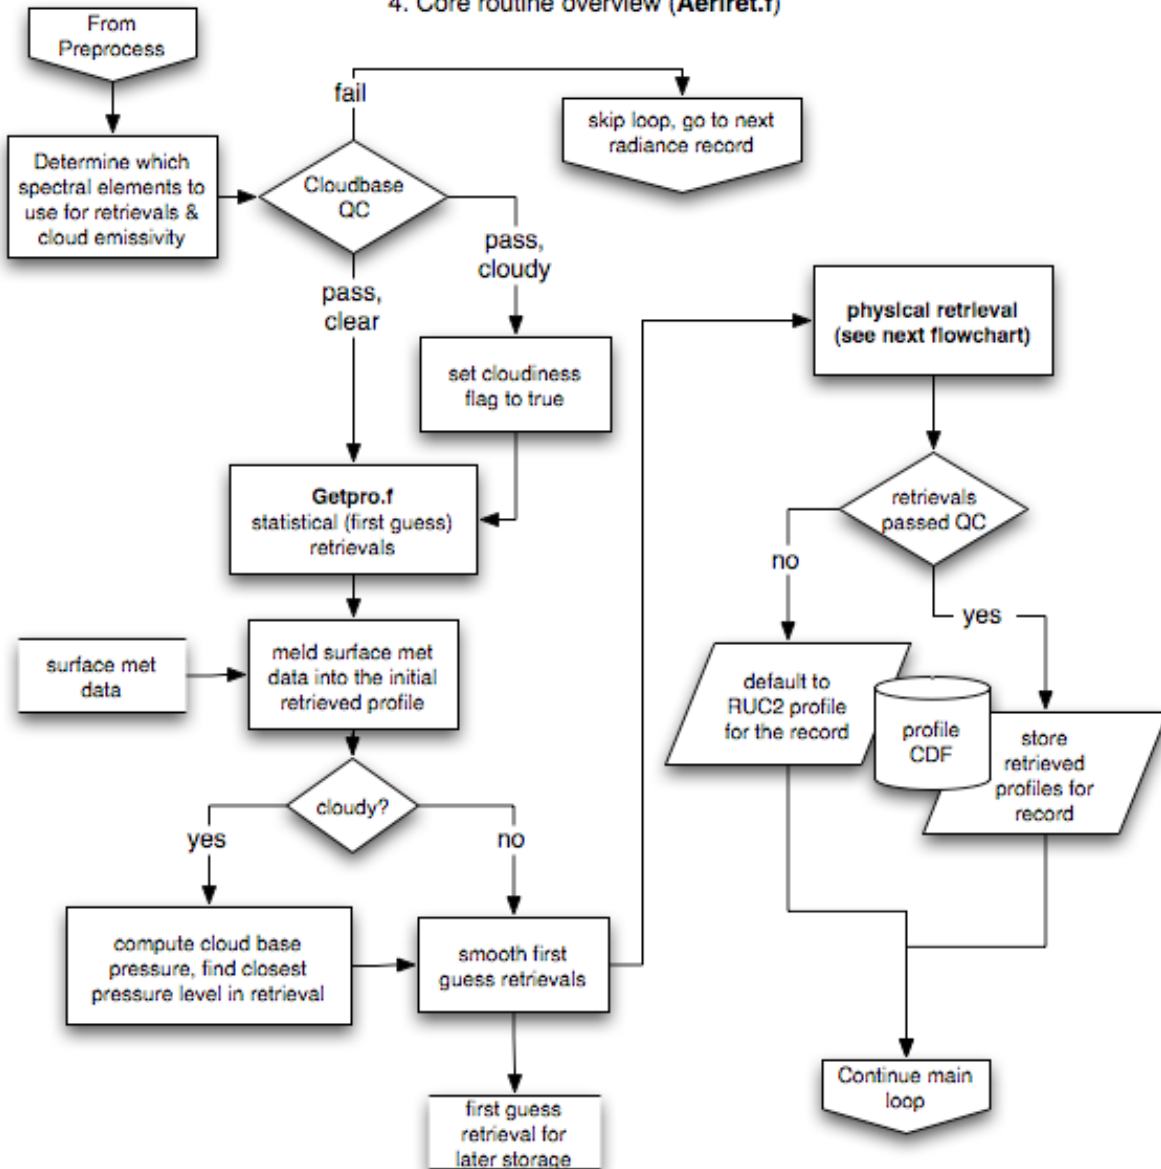 4. Core routine overview (Aeriret.f)
From
Preprocess
fail
skip loop, go to next
radiance record
Determine which
spectral elements to
use for retrievals &
cloud emissivity
Cloudbase
QC
pass,
cloudy
pass,
clear
set cloudiness
flag to true
physical retrieval
(see next flowchart)
Getpro.f
statistical (first guess)
retrievals
retrievals
passed QC
no
yes
surface met
data
meld surface met
data into the initial
retrieved profile
default to
RUC2 profile
for the record
profile
CDF
store
retrieved
profiles for
record
cloudy?
yes
no
compute cloud base
pressure, find closest
pressure level in retrieval
smooth first
guess retrievals
Continue main
loop
first guess
retrieval for
later storage